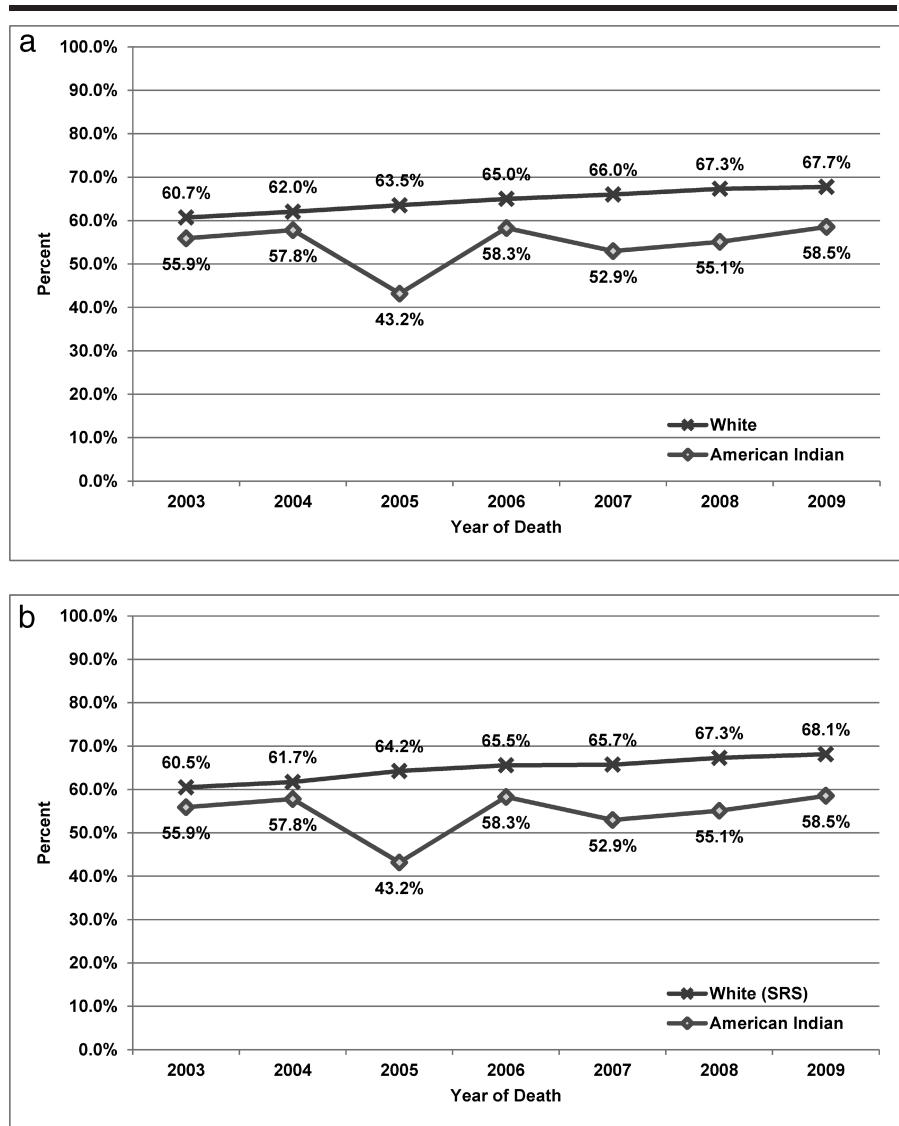 a
100.0%
90.0%
80.0%
70.0%
60.0%
50.0%
40.0%
30.0%
20.0%
10.0%
0.0%
Percent
60.7% 62.0% 63.5% 65.0% 66.0% 67.3% 67.7%
55.9% 57.8% 43.2% 58.3% 52.9% 55.1% 58.5%
White
American Indian
2003 2004 2005 2006 2007 2008 2009
Year of Death
b
100.0%
90.0%
80.0%
70.0%
60.0%
50.0%
40.0%
30.0%
20.0%
10.0%
0.0%
Percent
60.5% 61.7% 64.2% 65.5% 65.7% 67.3% 68.1%
55.9% 57.8% 43.2% 58.3% 52.9% 55.1% 58.5%
White (SRS)
American Indian
2003 2004 2005 2006 2007 2008 2009
Year of Death